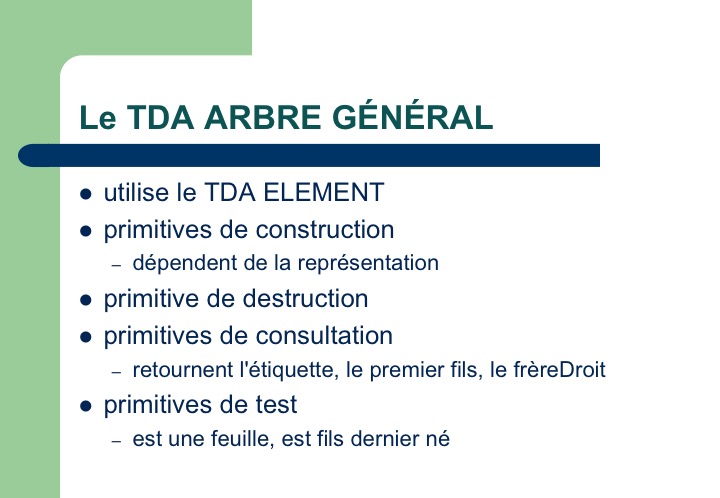 Le TDA ARBRE GÉNÉRAL
● utilise le TDA ELEMENT
● primitives de construction
– dépendent de la représentation
● primitive de destruction
● primitives de consultation
– retournent l'étiquette, le premier fils, le frèreDroit
● primitives de test
– est une feuille, est fils dernier né